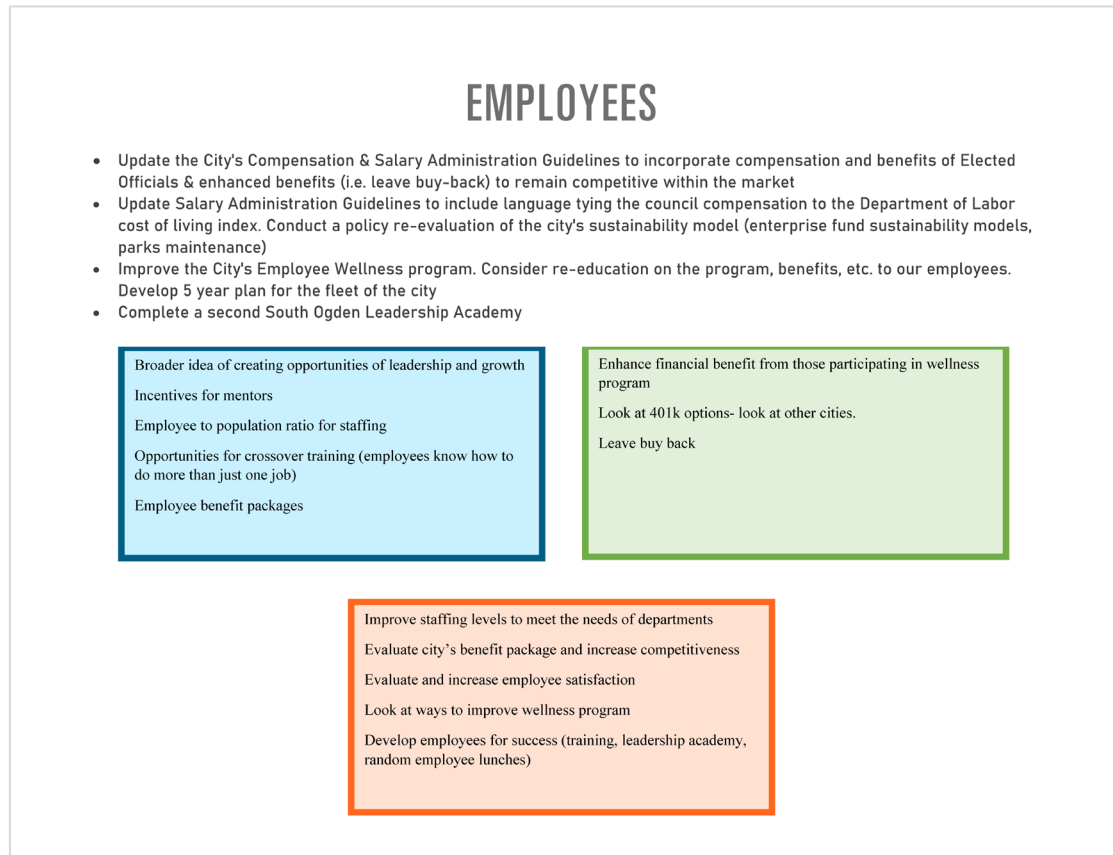 EMPLOYEES
• Update the City's Compensation & Salary Administration Guidelines to incorporate compensation and benefits of Elected
Officials & enhanced benefits (i.e. leave buy-back) to remain competitive within the market
• Update Salary Administration Guidelines to include language tying the council compensation to the Department of Labor
cost of living index. Conduct a policy re-evaluation of the city's sustainability model (enterprise fund sustainability models,
parks maintenance)
• Improve the City's Employee Wellness program. Consider re-education on the program, benefits, etc. to our employees.
Develop 5 year plan for the fleet of the city
• Complete a second South Ogden Leadership Academy
Broader idea of creating opportunities of leadership and growth
Incentives for mentors
Employee to population ratio for staffing
Opportunities for crossover training (employees know how to
do more than just one job)
Employee benefit packages
Enhance financial benefit from those participating in wellness
program
Look at 401k options- look at other cities.
Leave buy back
Improve staffing levels to meet the needs of departments
Evaluate city’s benefit package and increase competitiveness
Evaluate and increase employee satisfaction
Look at ways to improve wellness program
Develop employees for success (training, leadership academy,
random employee lunches)